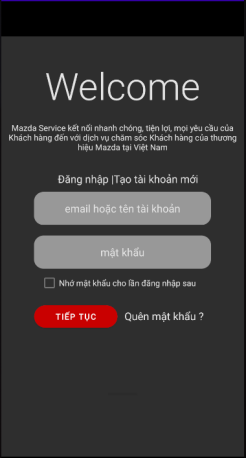 Welcome
Mazda Service kết nối nhanh chóng, tiện lợi, mọi yêu cầu của
Khách hàng đến với dịch vụ chăm sóc Khách hàng của thương
hiệu Mazda tại Việt Nam
Đăng nhập |Tạo tài khoản mới
email hoặc tên tài khoản
mật khẩu
Nhớ mật khẩu cho lần đăng nhập sau
TIẾP TỤC Quên mật khẩu ?